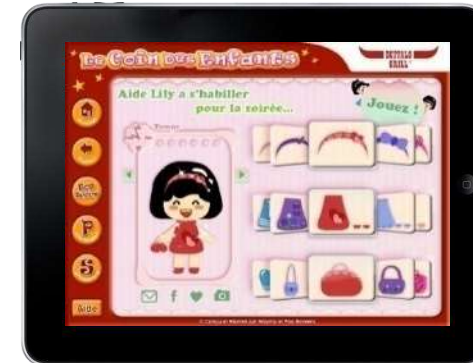 Le Coin Des Enfants
BUFFALO
GRILL
Aide Lily a s'habiller
pour la soirée...
Jouez !
P
S
Aide